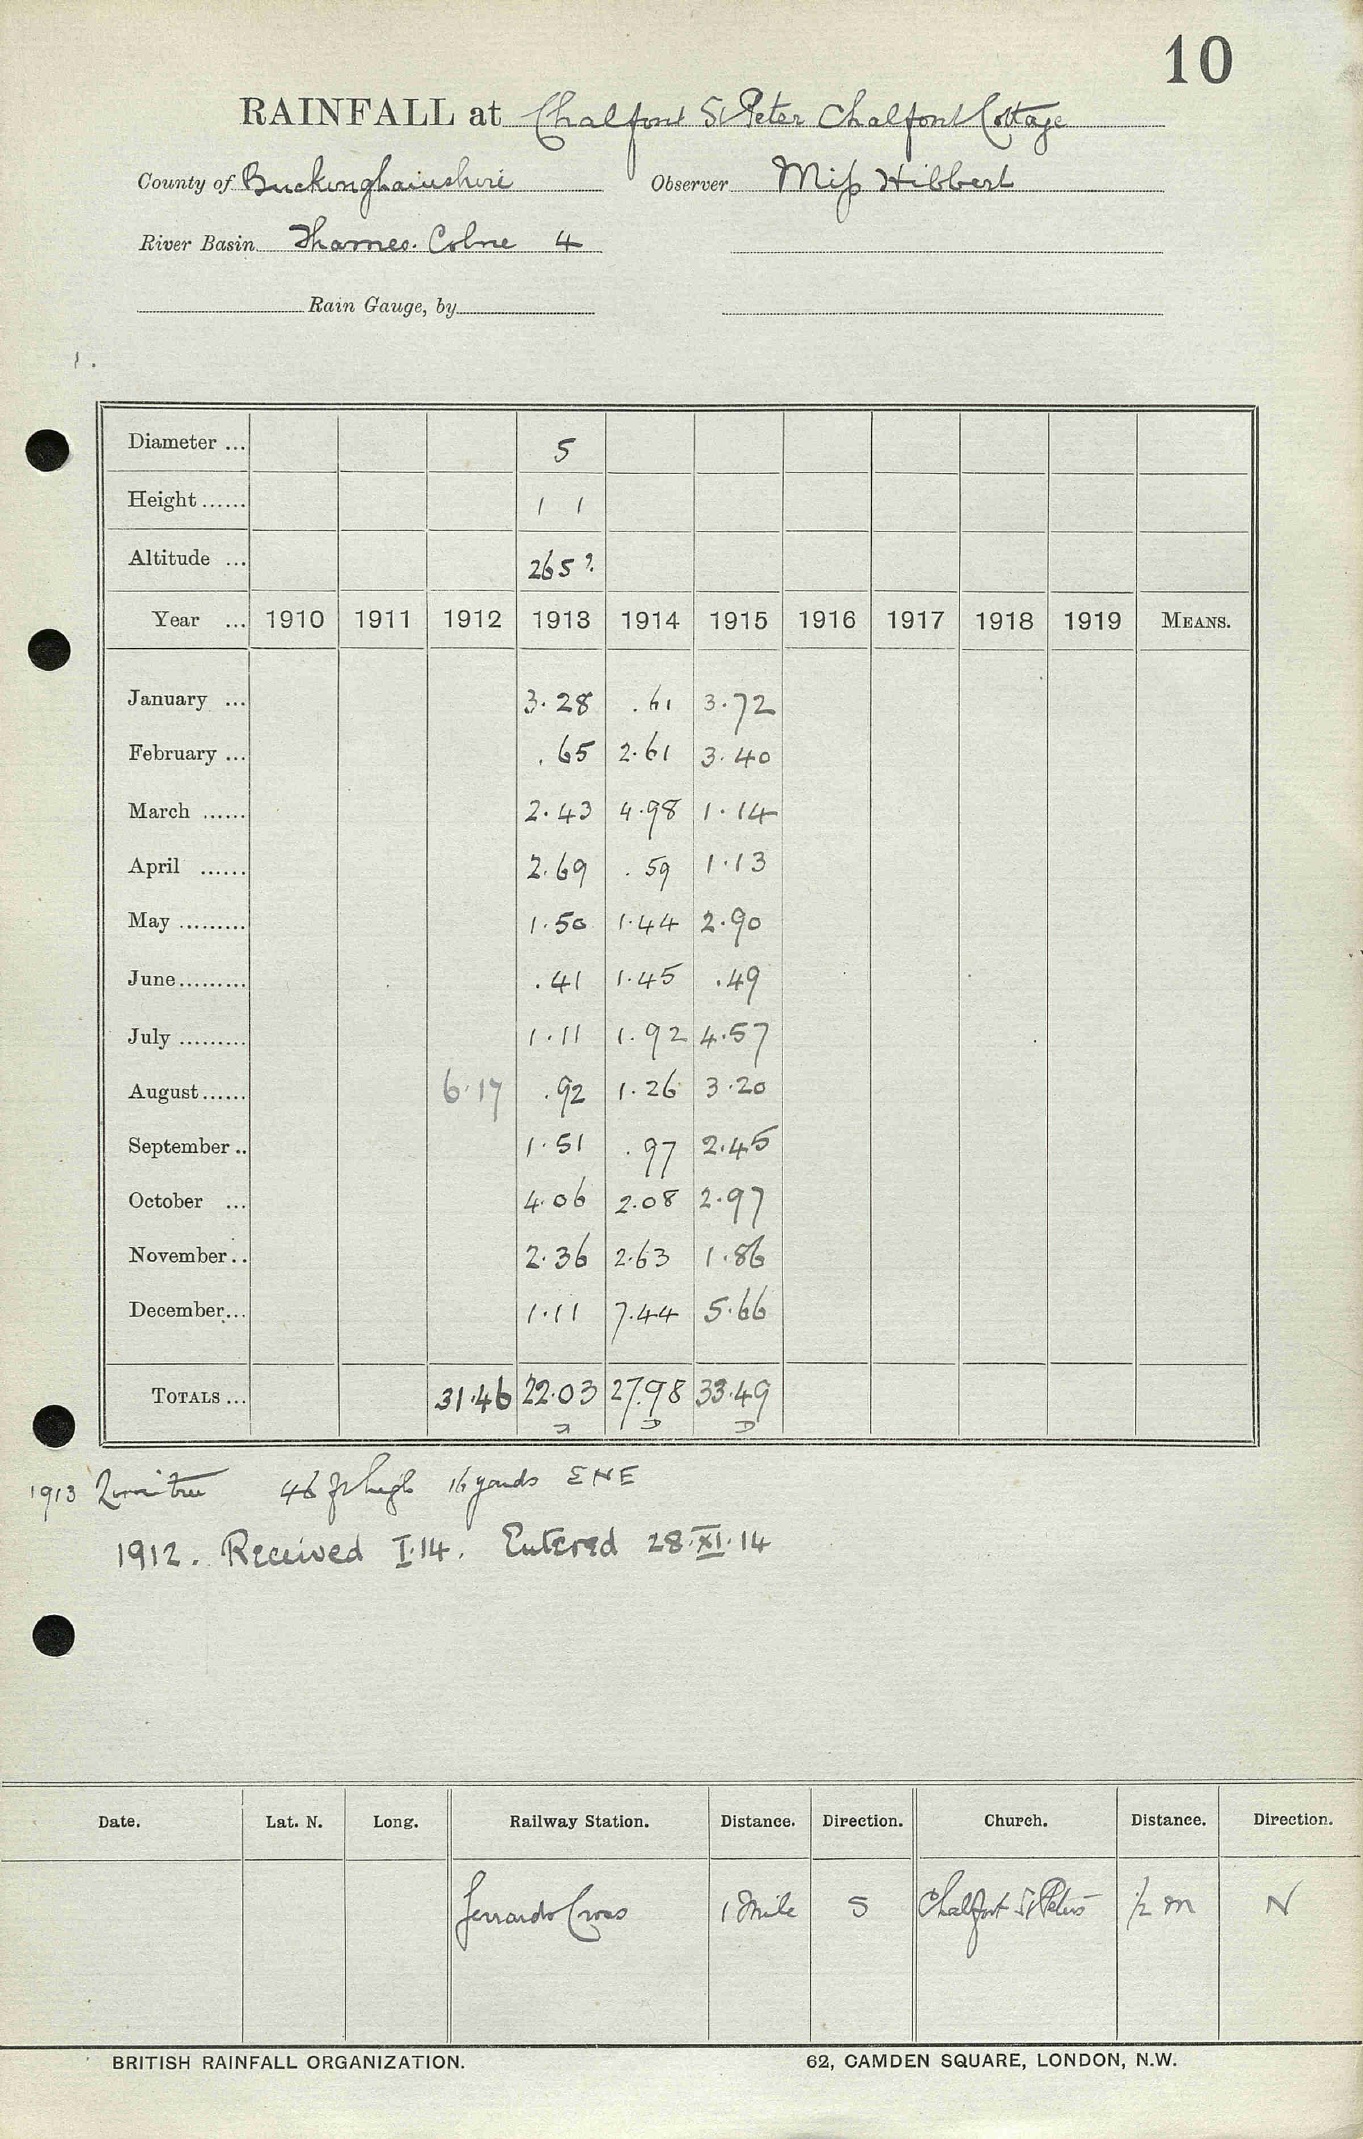 10
RAINFALL at Chalfont St Peter Chalfont Cottage
County of Buckinghamshire Observer Miss Hibbert
River Basin Thames. Colne 4
Rain Gauge, by
Diameter ... 5
Height ...... 1 1
Altitude ... 265?
Year ... 1910 1911 1912 1913 1914 1915 1916 1917 1918 1919 MEANS.
January ... 3.28 .61 3.72
February ... .65 2.61 3.40
March ...... 2.43 4.98 1.14
April ...... 2.69 .59 1.13
May ......... 1.50 1.44 2.90
June ......... .41 1.45 .49
July ......... 1.11 1.92 4.57
August ...... 6.17 .92 1.26 3.20
September .. 1.51 .97 2.45
October ... 4.06 2.08 2.97
November .. 2.36 2.63 1.86
December ... 1.11 7.44 5.66
TOTALS ... 31.46 22.03 27.98 33.49
1913 tree 46 ft high 16 yards ENE
1912. Received I.14. Entered 28.XI.14
Date. Lat. N. Long. Railway Station. Distance. Direction. Church. Distance. Direction.
Gerrards Cross 1 Mile S Chalfont St Peters 1/2 m N
BRITISH RAINFALL ORGANIZATION. 62, CAMDEN SQUARE, LONDON, N.W.